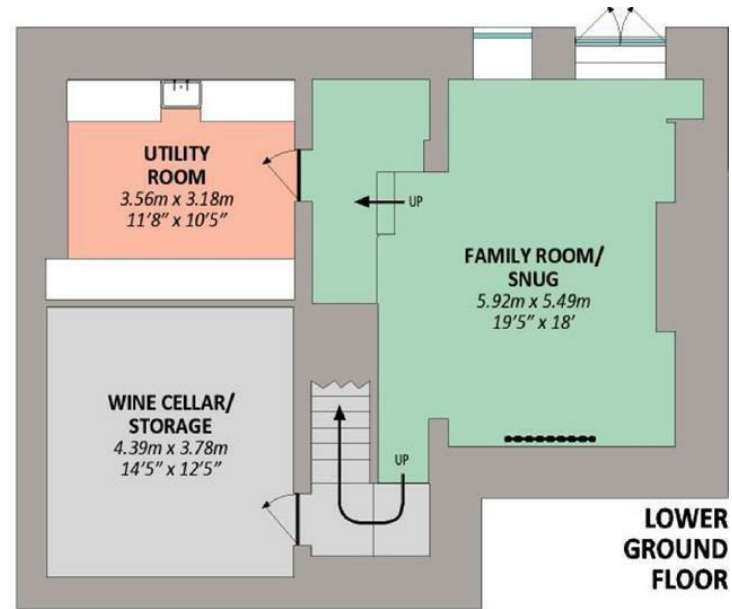 UTILITY
ROOM
3.56m x 3.18m
11'8" x 10'5"
UP
FAMILY ROOM/
SNUG
5.92m x 5.49m
19'5" x 18'
WINE CELLAR/
STORAGE
4.39m x 3.78m
14'5" x 12'5"
UP
LOWER
GROUND
FLOOR